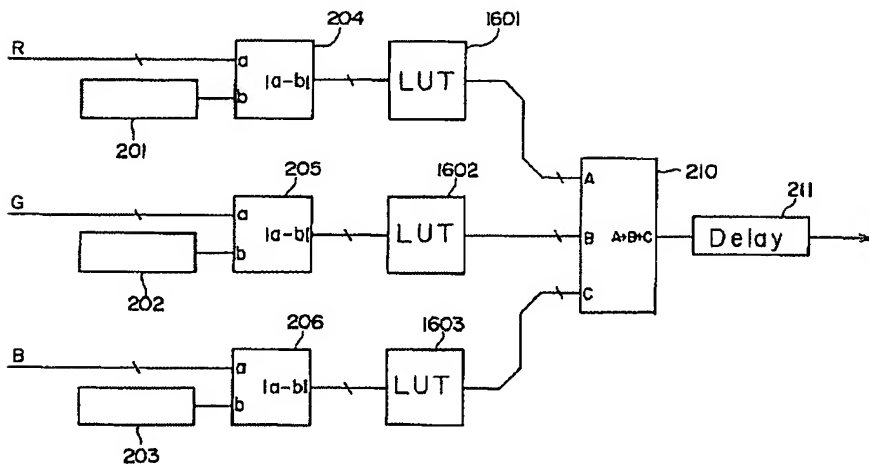 204
1601
R
a
|a-b|
LUT
b
201
205
1602
210
A
G
a
211
|a-b|
LUT
B
A+B+C
Delay
b
202
C
206
1603
B
a
|a-b|
LUT
b
203